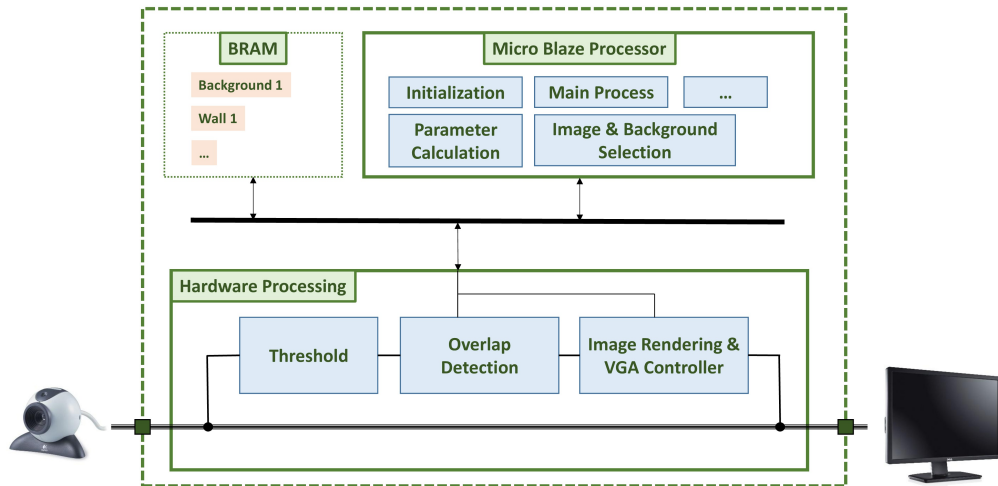 BRAM
Background 1
Wall 1
...
Micro Blaze Processor
Initialization
Main Process
...
Parameter
Calculation
Image & Background
Selection
Hardware Processing
Threshold
Overlap
Detection
Image Rendering &
VGA Controller